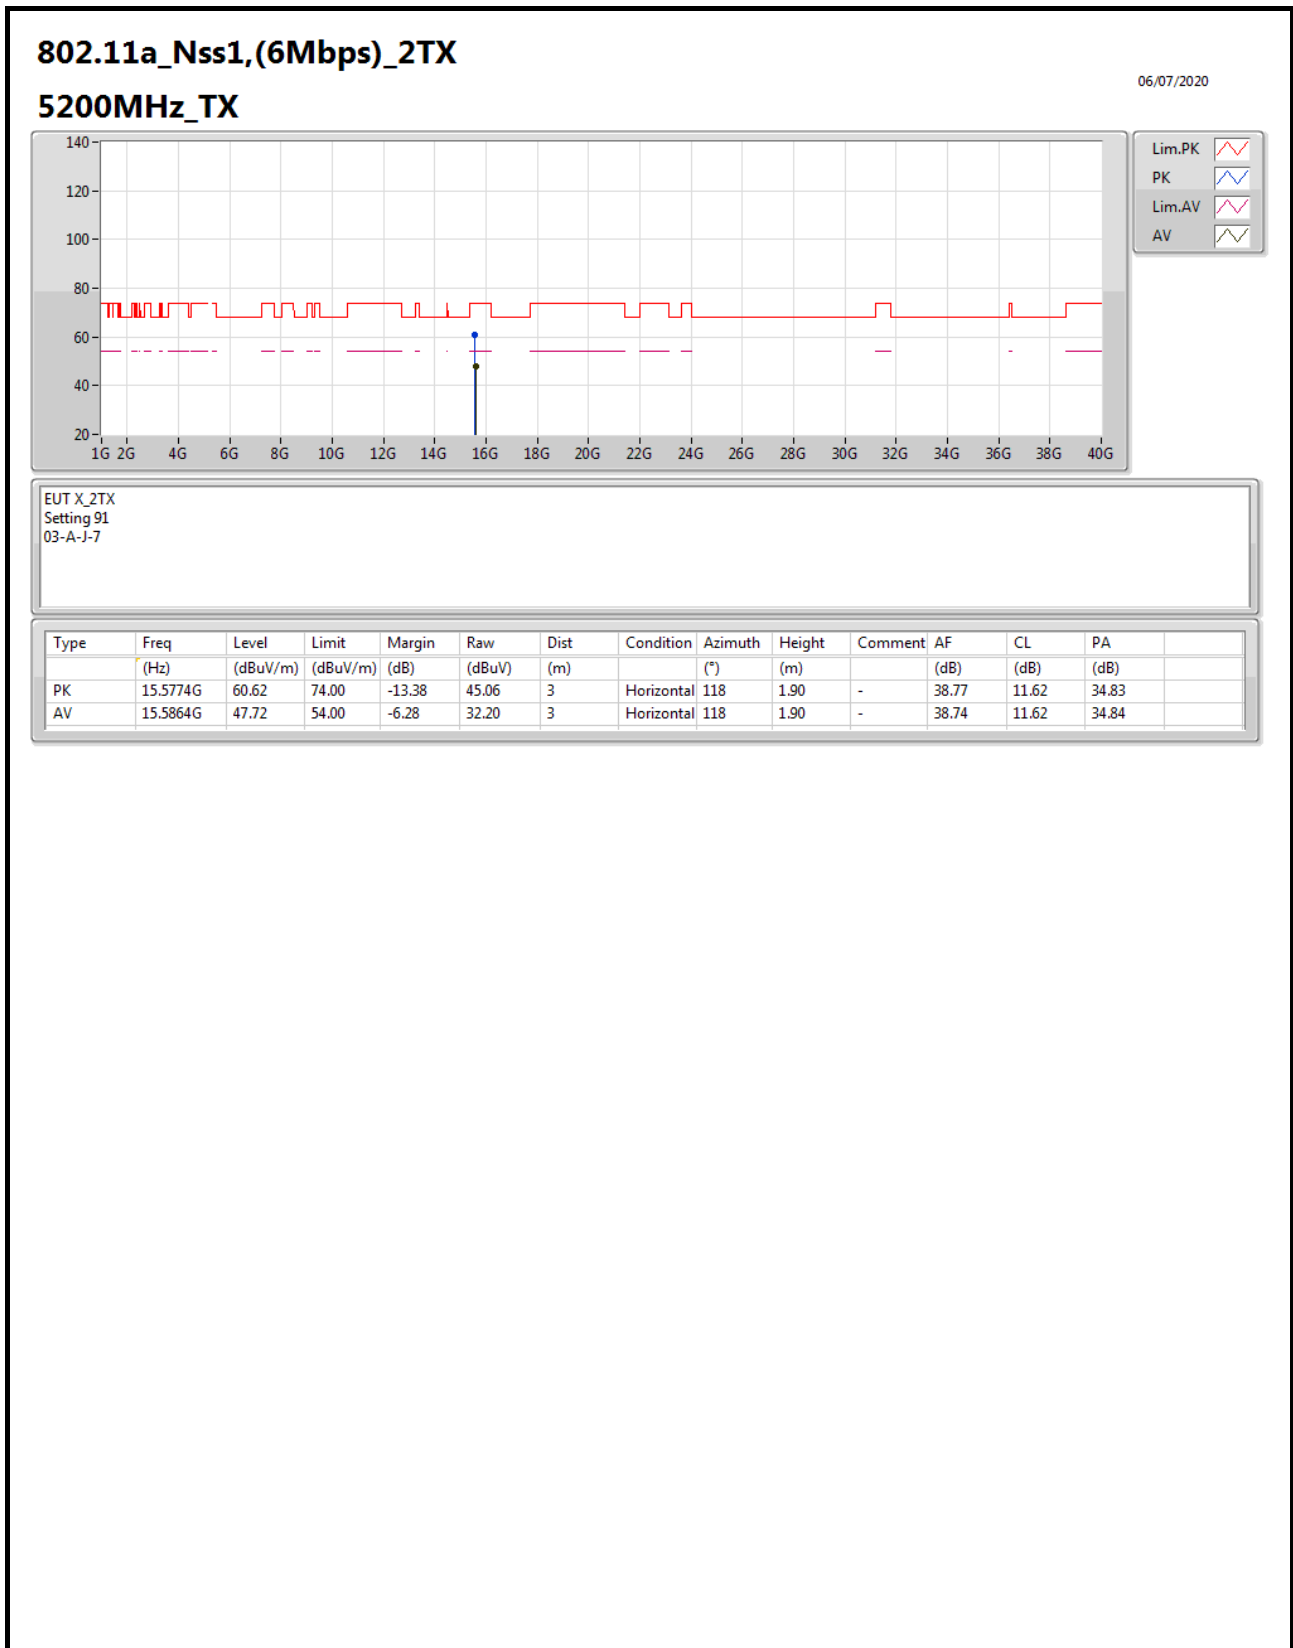 802.11a_Nss1,(6Mbps)_2TX
06/07/2020
5200MHz_TX
140
120
100
80
60
40
20
1G 2G 4G 6G 8G 10G 12G 14G 16G 18G 20G 22G 24G 26G 28G 30G 32G 34G 36G 38G 40G
Lim.PK
PK
Lim.AV
AV
EUT X_2TX
Setting 91
03-A-J-7
Type Freq Level Limit Margin Raw Dist Condition Azimuth Height Comment AF CL PA
(Hz) (dBuV/m) (dBuV/m) (dB) (dBuV) (m) (°) (m) (dB) (dB) (dB)
PK 15.5774G 60.62 74.00 -13.38 45.06 3 Horizontal 118 1.90 - 38.77 11.62 34.83
AV 15.5864G 47.72 54.00 -6.28 32.20 3 Horizontal 118 1.90 - 38.74 11.62 34.84